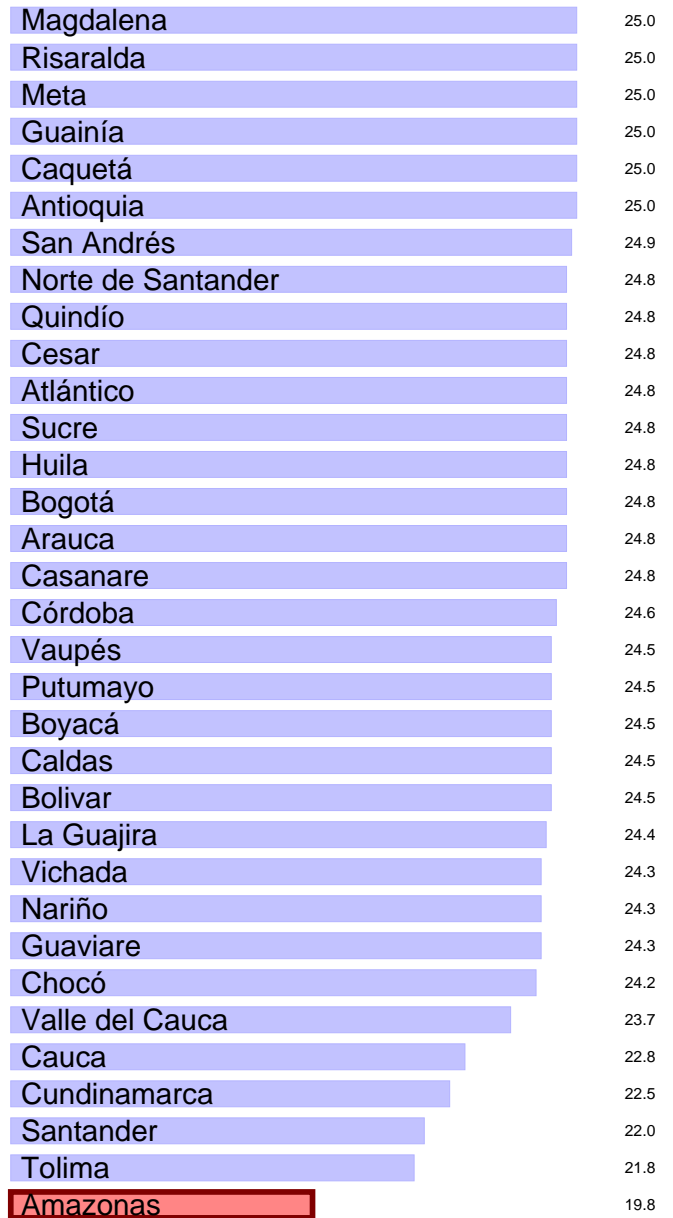 Magdalena 25.0
Risaralda 25.0
Meta 25.0
Guainía 25.0
Caquetá 25.0
Antioquia 25.0
San Andrés 24.9
Norte de Santander 24.8
Quindío 24.8
Cesar 24.8
Atlántico 24.8
Sucre 24.8
Huila 24.8
Bogotá 24.8
Arauca 24.8
Casanare 24.8
Córdoba 24.6
Vaupés 24.5
Putumayo 24.5
Boyacá 24.5
Caldas 24.5
Bolivar 24.5
La Guajira 24.4
Vichada 24.3
Nariño 24.3
Guaviare 24.3
Chocó 24.2
Valle del Cauca 23.7
Cauca 22.8
Cundinamarca 22.5
Santander 22.0
Tolima 21.8
Amazonas 19.8